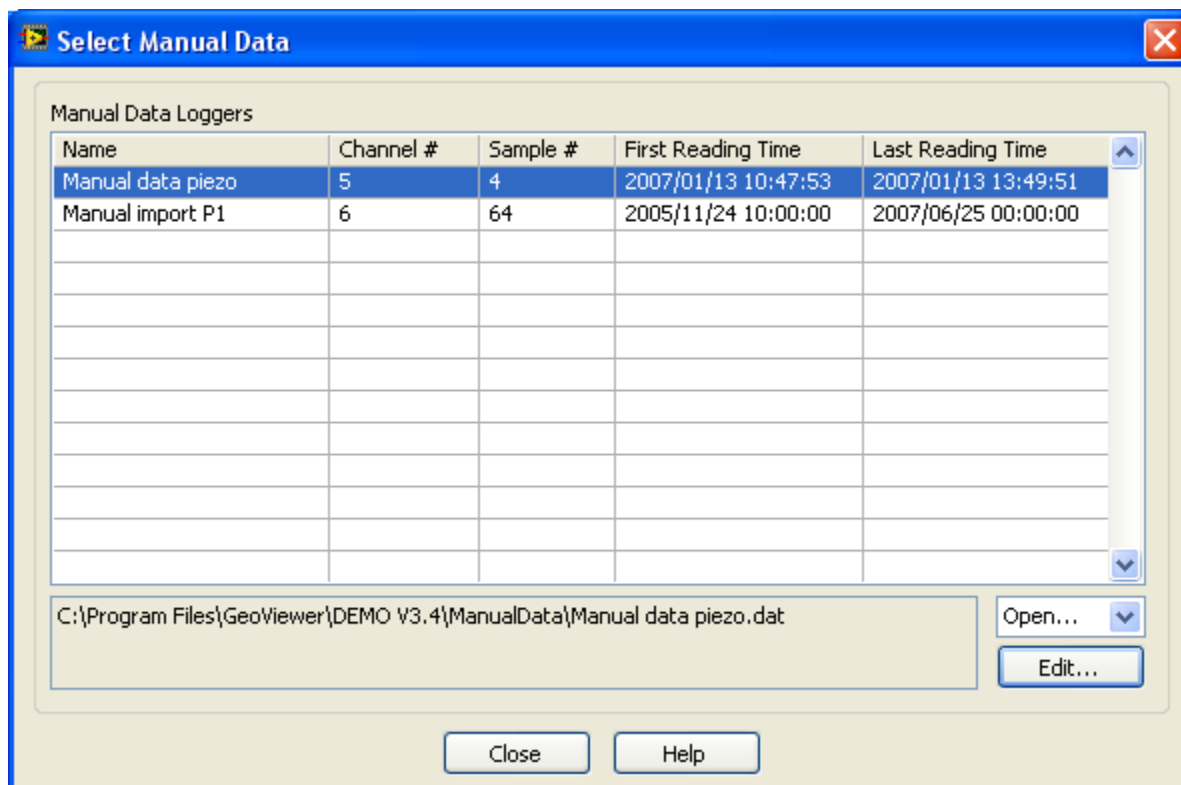 Select Manual Data
Manual Data Loggers
Name Channel # Sample # First Reading Time Last Reading Time
Manual data piezo 5 4 2007/01/13 10:47:53 2007/01/13 13:49:51
Manual import P1 6 64 2005/11/24 10:00:00 2007/06/25 00:00:00
C:\Program Files\GeoViewer\DEMO V3.4\ManualData\Manual data piezo.dat
Open...
Edit...
Close Help